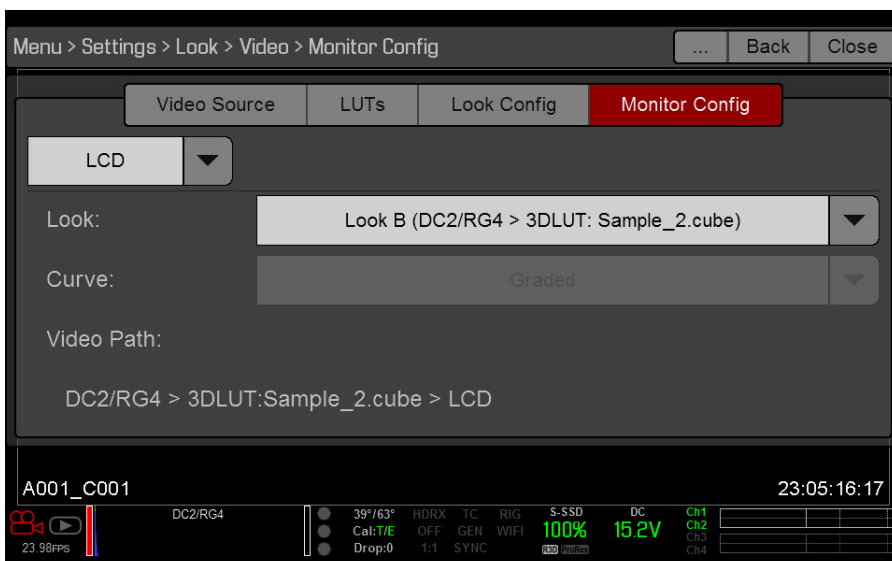 Menu > Settings > Look > Video > Monitor Config ... Back Close
Video Source LUTs Look Config Monitor Config
LCD
Look: Look B (DC2/RG4 > 3DLUT: Sample_2.cube)
Curve: Graded
Video Path:
DC2/RG4 > 3DLUT:Sample_2.cube > LCD
A001_C001 23:05:16:17
DC2/RG4 39°/63° HDRX TC RIG S-SSD DC Ch1
Cal:T/E OFF GEN WIFI 100% 15.2V Ch2
23.98FPS Drop:0 1:1 SYNC R3D ProRes Ch3
Ch4